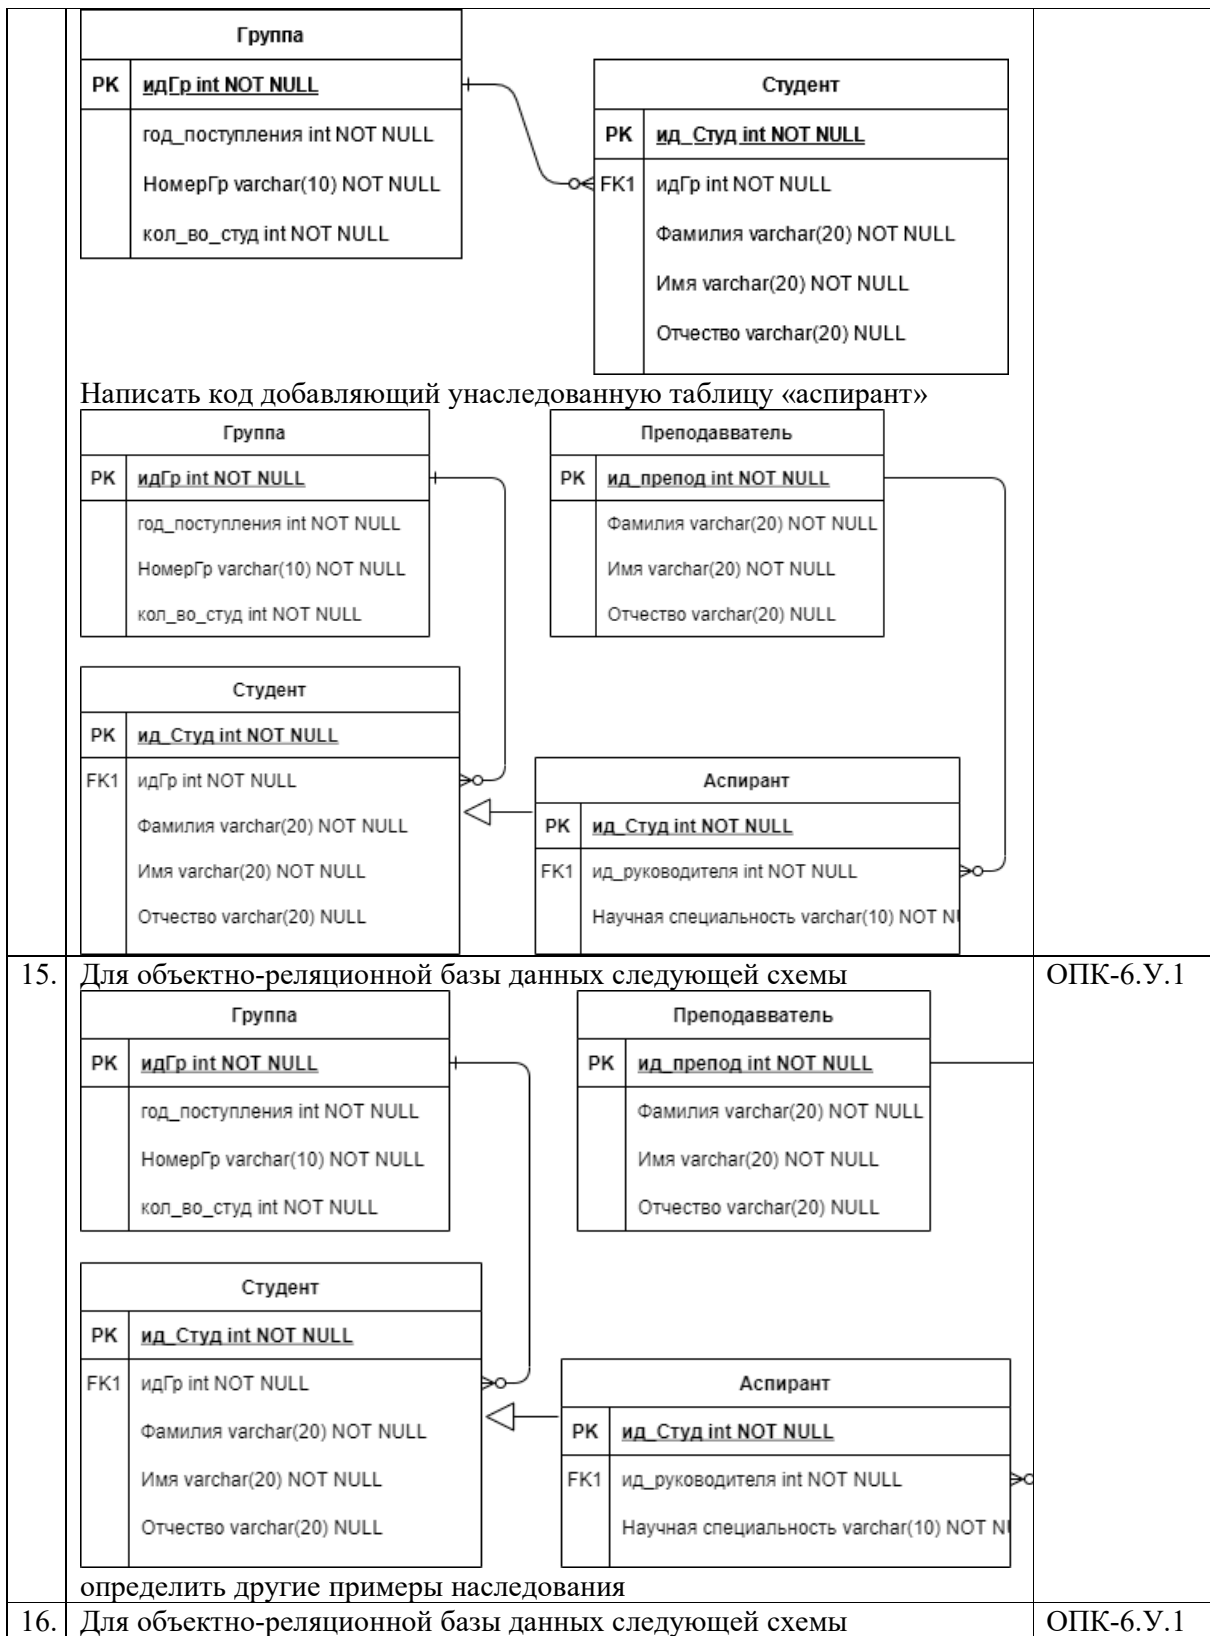 Группа
PK идГр int NOT NULL
год_поступления int NOT NULL
НомерГр varchar(10) NOT NULL
кол_во_студ int NOT NULL
Студент
PK ид_Студ int NOT NULL
FK1 идГр int NOT NULL
Фамилия varchar(20) NOT NULL
Имя varchar(20) NOT NULL
Отчество varchar(20) NULL
Написать код добавляющий унаследованную таблицу «аспирант»
Группа
PK идГр int NOT NULL
год_поступления int NOT NULL
НомерГр varchar(10) NOT NULL
кол_во_студ int NOT NULL
Преподавватель
PK ид_препод int NOT NULL
Фамилия varchar(20) NOT NULL
Имя varchar(20) NOT NULL
Отчество varchar(20) NULL
Студент
PK ид_Студ int NOT NULL
FK1 идГр int NOT NULL
Фамилия varchar(20) NOT NULL
Имя varchar(20) NOT NULL
Отчество varchar(20) NULL
Аспирант
PK ид_Студ int NOT NULL
FK1 ид_руководителя int NOT NULL
Научная специальность varchar(10) NOT
15. Для объектно-реляционной базы данных следующей схемы ОПК-6.У.1
Группа
PK идГр int NOT NULL
год_поступления int NOT NULL
НомерГр varchar(10) NOT NULL
кол_во_студ int NOT NULL
Преподавватель
PK ид_препод int NOT NULL
Фамилия varchar(20) NOT NULL
Имя varchar(20) NOT NULL
Отчество varchar(20) NULL
Студент
PK ид_Студ int NOT NULL
FK1 идГр int NOT NULL
Фамилия varchar(20) NOT NULL
Имя varchar(20) NOT NULL
Отчество varchar(20) NULL
Аспирант
PK ид_Студ int NOT NULL
FK1 ид_руководителя int NOT NULL
Научная специальность varchar(10) NOT
определить другие примеры наследования
16. Для объектно-реляционной базы данных следующей схемы ОПК-6.У.1